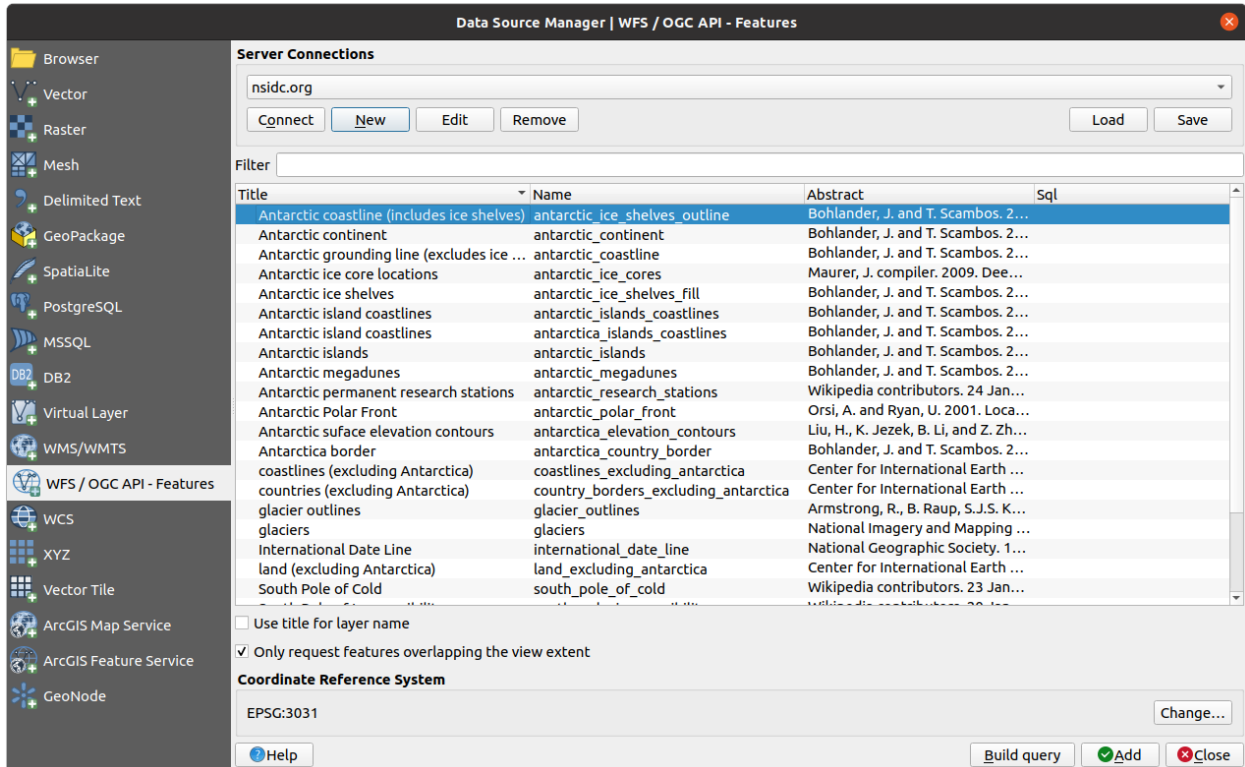 Data Source Manager | WFS / OGC API - Features
Browser
Vector
Raster
Mesh
Delimited Text
GeoPackage
SpatiaLite
PostgreSQL
MSSQL
DB2
DB2
Virtual Layer
WMS/WMTS
WFS / OGC API - Features
WCS
XYZ
Vector Tile
ArcGIS Map Service
ArcGIS Feature Service
GeoNode
Server Connections
nsidc.org
Connect New Edit Remove Load Save
Filter
Title Name Abstract Sql
Antarctic coastline (includes ice shelves) antarctic_ice_shelves_outline Bohlander, J. and T. Scambos. 2...
Antarctic continent antarctic_continent Bohlander, J. and T. Scambos. 2...
Antarctic grounding line (excludes ice ... antarctic_coastline Bohlander, J. and T. Scambos. 2...
Antarctic ice core locations antarctic_ice_cores Maurer, J. compiler. 2009. Dee...
Antarctic ice shelves antarctic_ice_shelves_fill Bohlander, J. and T. Scambos. 2...
Antarctic island coastlines antarctic_islands_coastlines Bohlander, J. and T. Scambos. 2...
Antarctic island coastlines antarctica_islands_coastlines Bohlander, J. and T. Scambos. 2...
Antarctic islands antarctic_islands Bohlander, J. and T. Scambos. 2...
Antarctic megadunes antarctic_megadunes Bohlander, J. and T. Scambos. 2...
Antarctic permanent research stations antarctic_research_stations Wikipedia contributors. 24 Jan...
Antarctic Polar Front antarctic_polar_front Orsi, A. and Ryan, U. 2001. Loca...
Antarctic suface elevation contours antarctica_elevation_contours Liu, H., K. Jezek, B. Li, and Z. Zh...
Antarctica border antarctica_country_border Bohlander, J. and T. Scambos. 2...
coastlines (excluding Antarctica) coastlines_excluding_antarctica Center for International Earth ...
countries (excluding Antarctica) country_borders_excluding_antarctica Center for International Earth ...
glacier outlines glacier_outlines Armstrong, R., B. Raup, S.J.S. K...
glaciers glaciers National Imagery and Mapping ...
International Date Line international_date_line National Geographic Society. 1...
land (excluding Antarctica) land_excluding_antarctica Center for International Earth ...
South Pole of Cold south_pole_of_cold Wikipedia contributors. 23 Jan...
Use title for layer name
Only request features overlapping the view extent
Coordinate Reference System
EPSG:3031 Change...
Help Build query Add Close